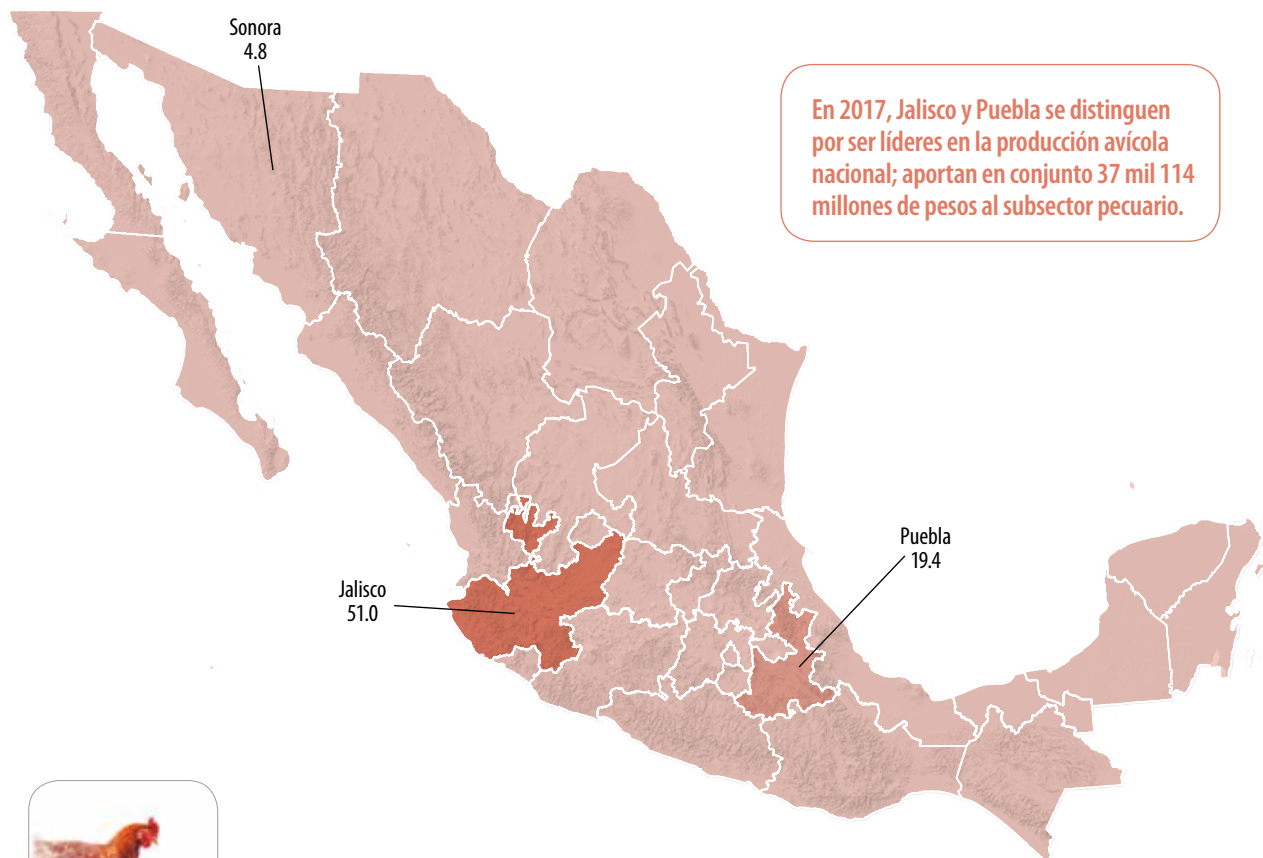 Sonora
4.8
En 2017, Jalisco y Puebla se distinguen
por ser líderes en la producción avícola
nacional; aportan en conjunto 37 mil 114
millones de pesos al subsector pecuario.
Puebla
19.4
Jalisco
51.0